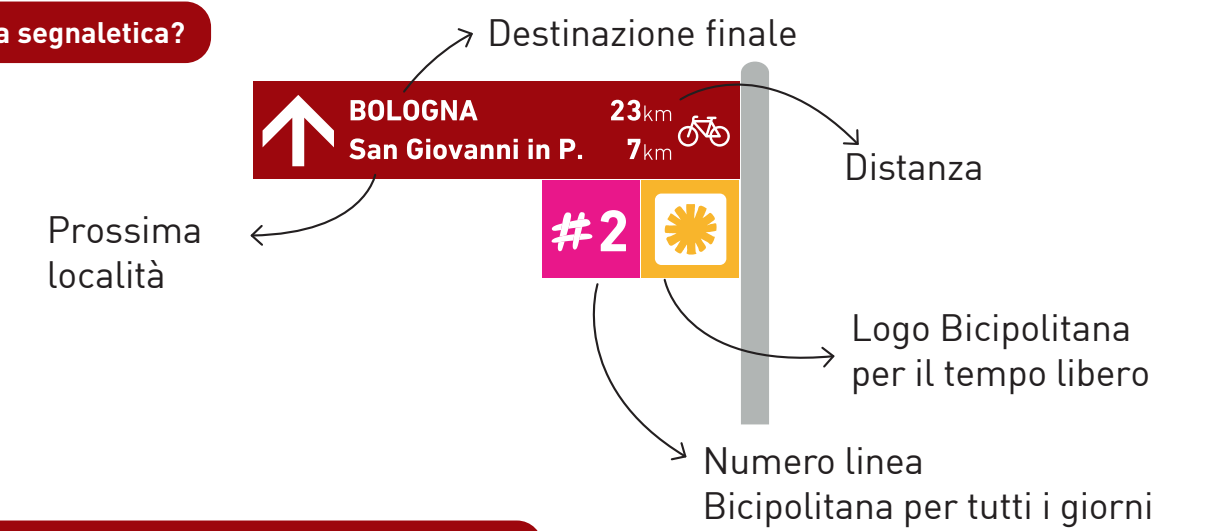 a segnaletica?
Destinazione finale
BOLOGNA 23km
San Giovanni in P. 7km
Distanza
Prossima
località
#2
Logo Bicipolitana
per il tempo libero
Numero linea
Bicipolitana per tutti i giorni